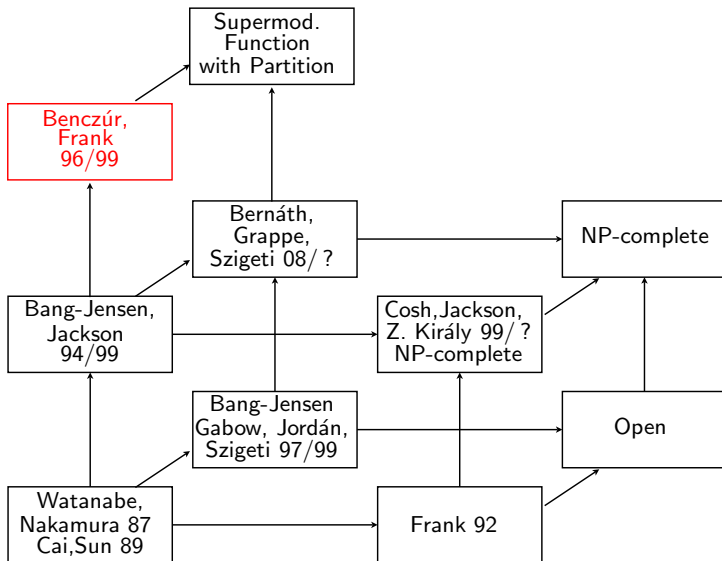 Supermod.
Function
with Partition
Benczúr,
Frank
96/99
Bernáth,
Grappe,
Szigeti 08/ ?
NP-complete
Bang-Jensen,
Jackson
94/99
Cosh,Jackson,
Z. Király 99/ ?
NP-complete
Bang-Jensen
Gabow, Jordán,
Szigeti 97/99
Open
Watanabe,
Nakamura 87
Cai,Sun 89
Frank 92